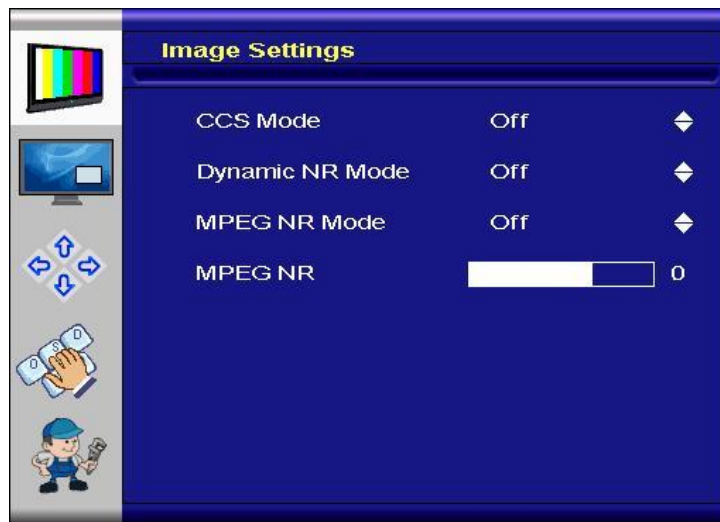 Image Settings
CCS Mode Off
Dynamic NR Mode Off
MPEG NR Mode Off
MPEG NR 0
O S D